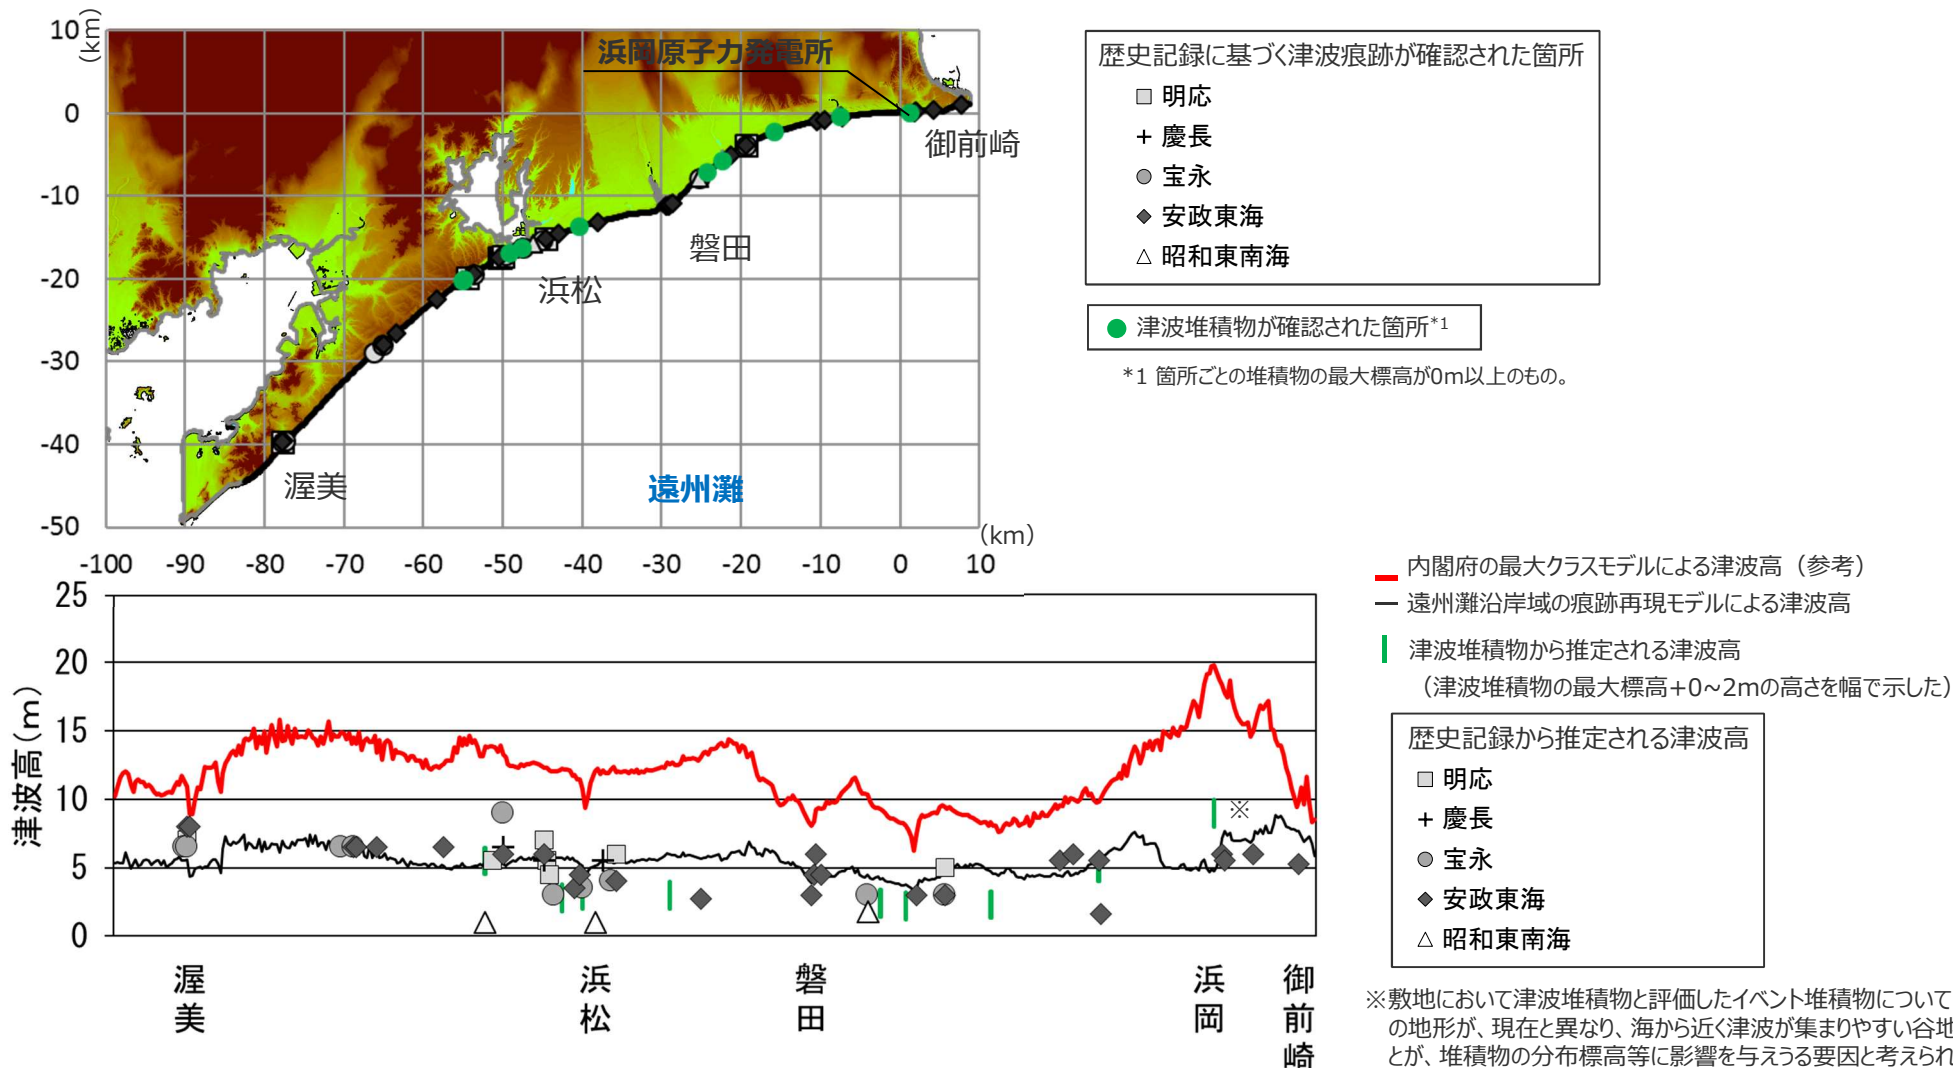 10
0
-10
-20
-30
-40
-50
(km)
浜岡原子力発電所
御前崎
磐田
浜松
渥美
遠州灘
(km)
-100 -90 -80 -70 -60 -50 -40 -30 -20 -10 0 10
歴史記録に基づく津波痕跡が確認された箇所
□ 明応
+ 慶長
○ 宝永
◆ 安政東海
△ 昭和東南海
● 津波堆積物が確認された箇所*1
*1 箇所ごとの堆積物の最大標高が0m以上のもの。
25
20
15
10
5
0
津波高(m)
※
渥美
浜松
磐田
浜岡
御前崎
内閣府の最大クラスモデルによる津波高（参考）
遠州灘沿岸域の痕跡再現モデルによる津波高
津波堆積物から推定される津波高
（津波堆積物の最大標高+0~2mの高さを幅で示した）
歴史記録から推定される津波高
□ 明応
+ 慶長
○ 宝永
◆ 安政東海
△ 昭和東南海
※敷地において津波堆積物と評価したイベント堆積物について
の地形が、現在と異なり、海から近く津波が集まりやすい谷地
とが、堆積物の分布標高等に影響を与えうる要因と考えられ